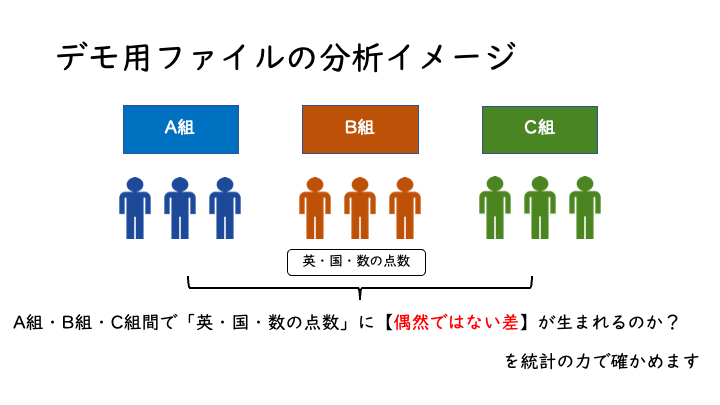 デモ用ファイルの分析イメージ
A組
B組
C組
英・国・数の点数
A組・B組・C組間で「英・国・数の点数」に【偶然ではない差】が生まれるのか？
を統計の力で確かめます